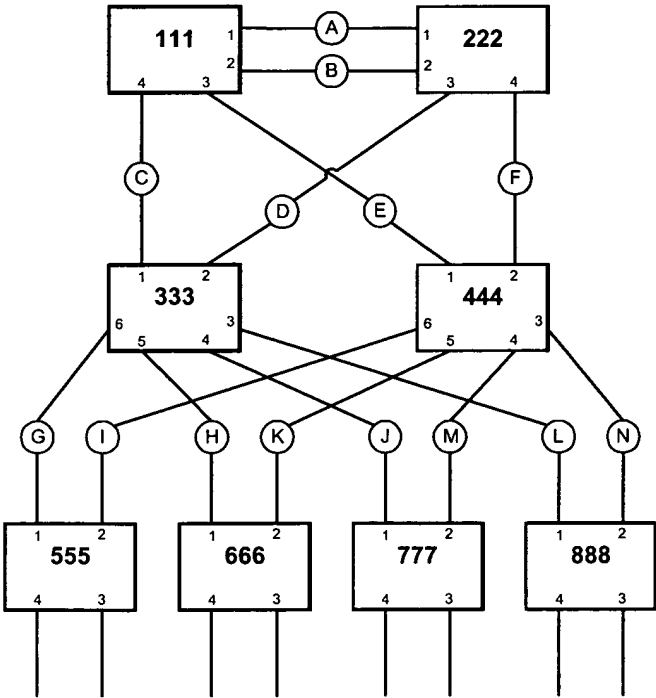 A
1 111 1 222
2 B 2
4 3 3 4
C F
D E
1 2 1 2
333 444
6 3 6 3
5 4 5 4
G I H K J M L N
1 2 1 2 1 2 1 2
555 666 777 888
4 3 4 3 4 3 4 3